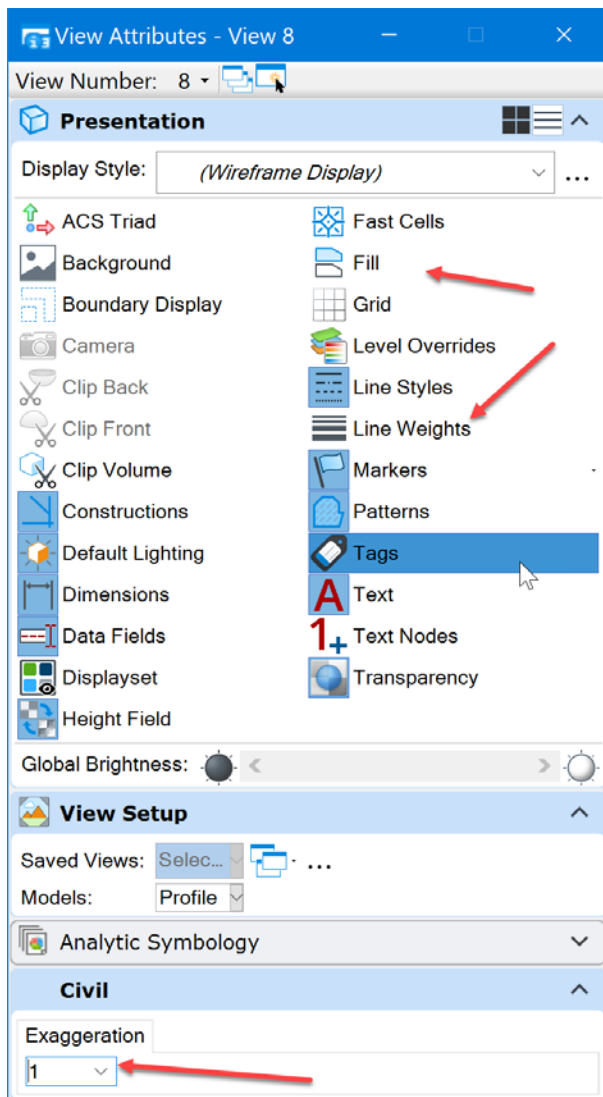 View Attributes - View 8
View Number: 8
Presentation
Display Style: (Wireframe Display) ...
ACS Triad Fast Cells
Background Fill
Boundary Display Grid
Camera Level Overrides
Clip Back Line Styles
Clip Front Line Weights
Clip Volume Markers
Constructions Patterns
Default Lighting Tags
Dimensions A Text
Data Fields 1+ Text Nodes
Displayset Transparency
Height Field
Global Brightness:
View Setup
Saved Views: Selec... ...
Models: Profile
Analytic Symbology
Civil
Exaggeration
1